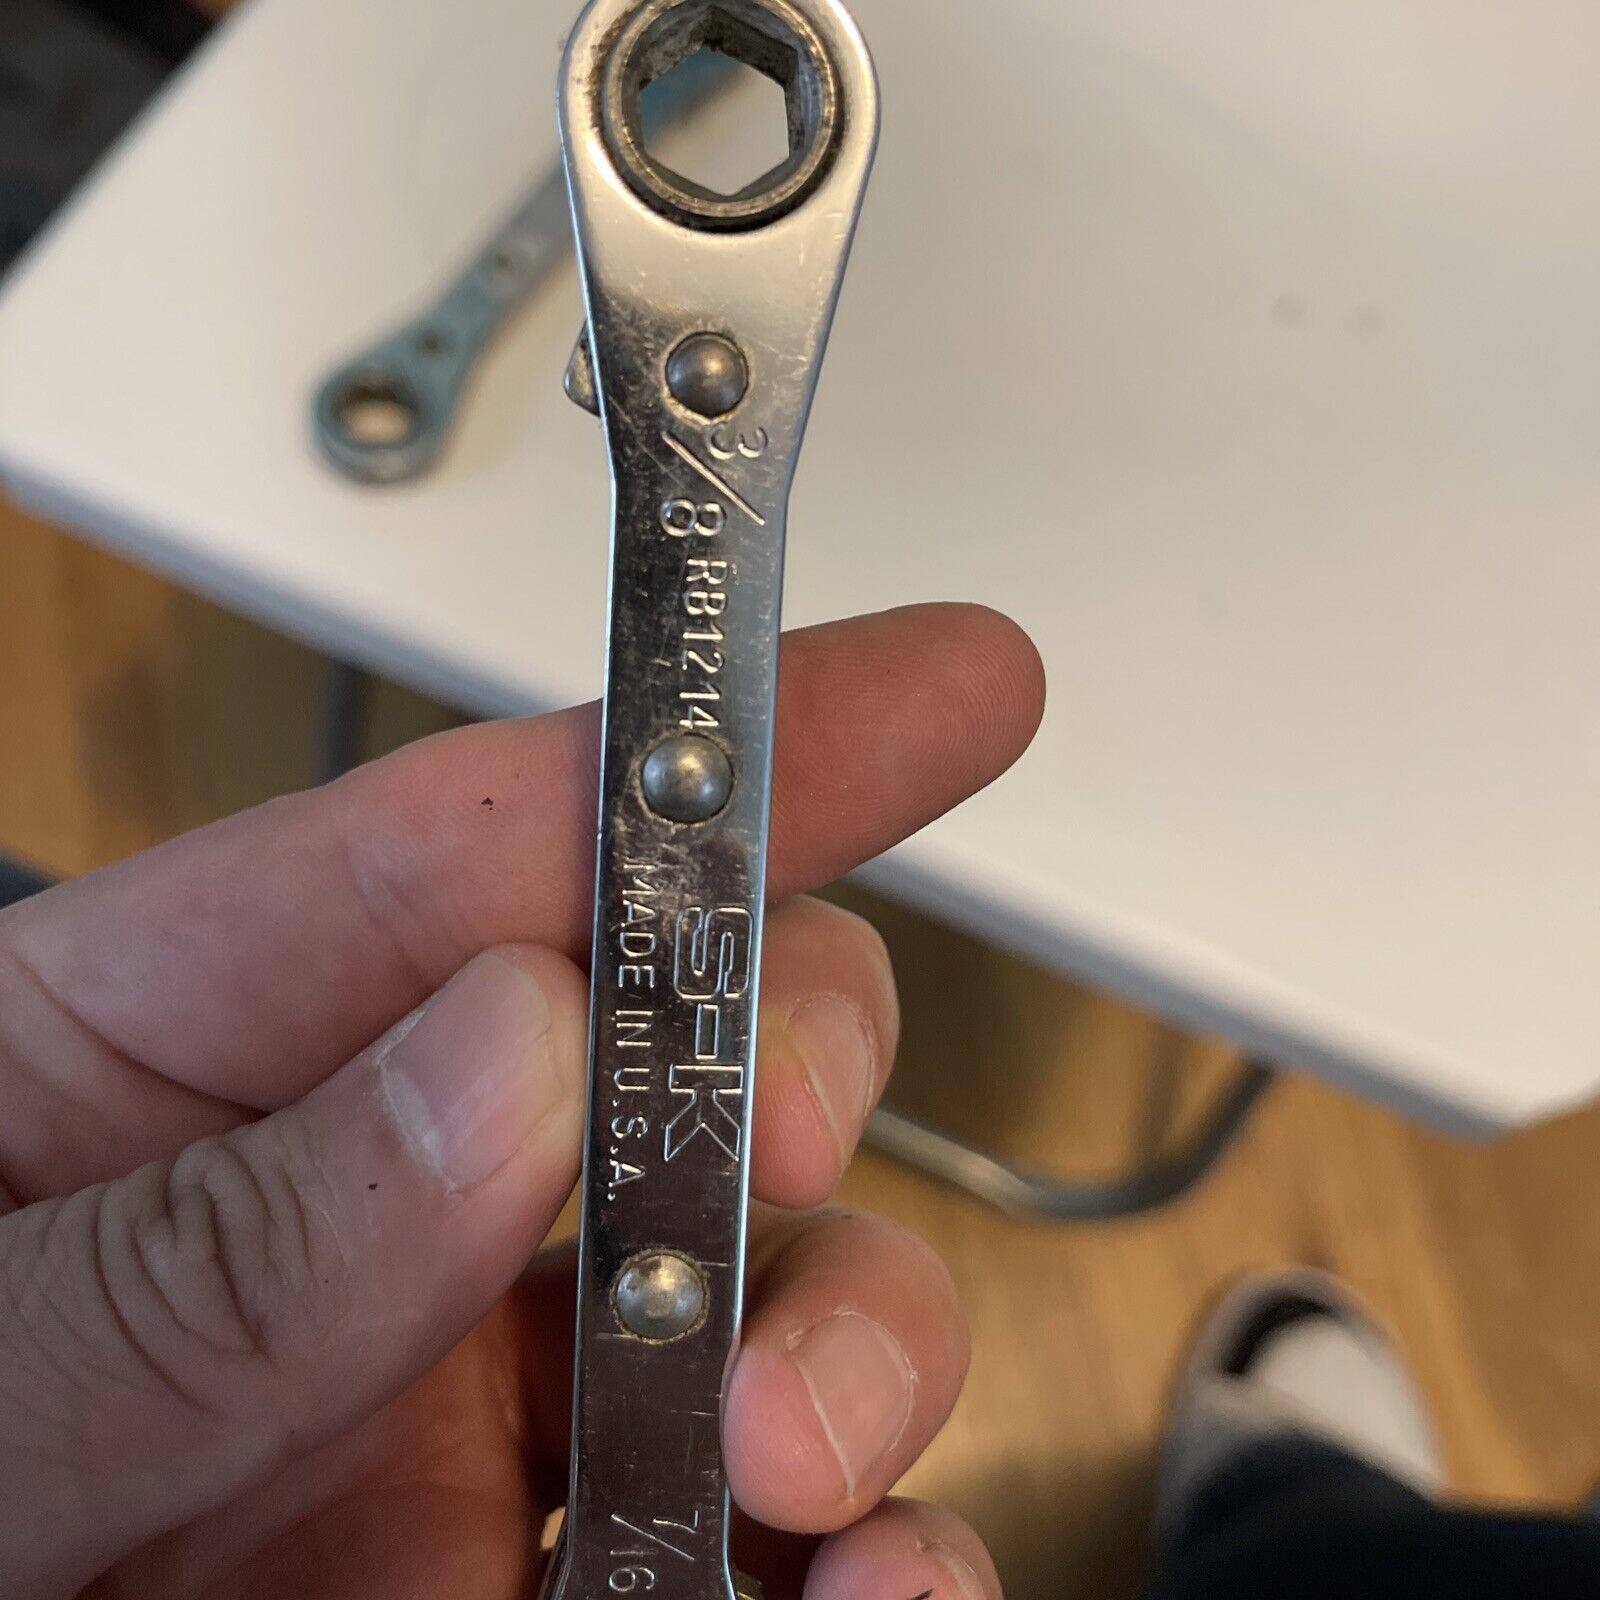 3/8
RB1214
S-K
MADE IN U.S.A.
7/16